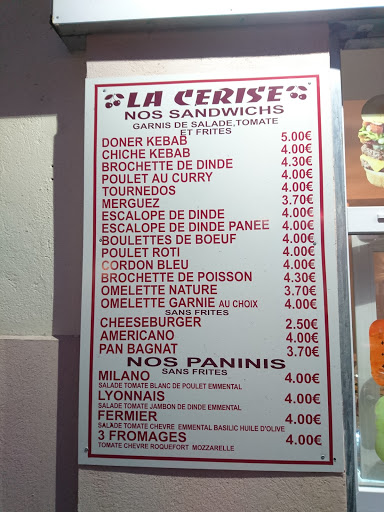 LA CERISE
NOS SANDWICHS
GARNIS DE SALADE,TOMATE
ET FRITES
DONER KEBAB 5.00€
CHICHE KEBAB 4.00€
BROCHETTE DE DINDE 4.30€
POULET AU CURRY 4.00€
TOURNEDOS 4.00€
MERGUEZ 3.70€
ESCALOPE DE DINDE 4.00€
ESCALOPE DE DINDE PANEE 4.00€
BOULETTES DE BOEUF 4.00€
POULET ROTI 4.00€
CORDON BLEU 4.00€
BROCHETTE DE POISSON 4.30€
OMELETTE NATURE 3.70€
OMELETTE GARNIE AU CHOIX 4.00€
SANS FRITES
CHEESEBURGER 2.50€
AMERICANO 4.00€
PAN BAGNAT 3.70€
NOS PANINIS
SANS FRITES
MILANO 4.00€
SALADE TOMATE BLANC DE POULET EMMENTAL
LYONNAIS 4.00€
SALADE TOMATE JAMBON DE DINDE EMMENTAL
FERMIER 4.00€
SALADE TOMATE CHEVRE EMMENTAL BASILIC HUILE D'OLIVE
3 FROMAGES 4.00€
TOMATE CHEVRE ROQUEFORT MOZZARELLE